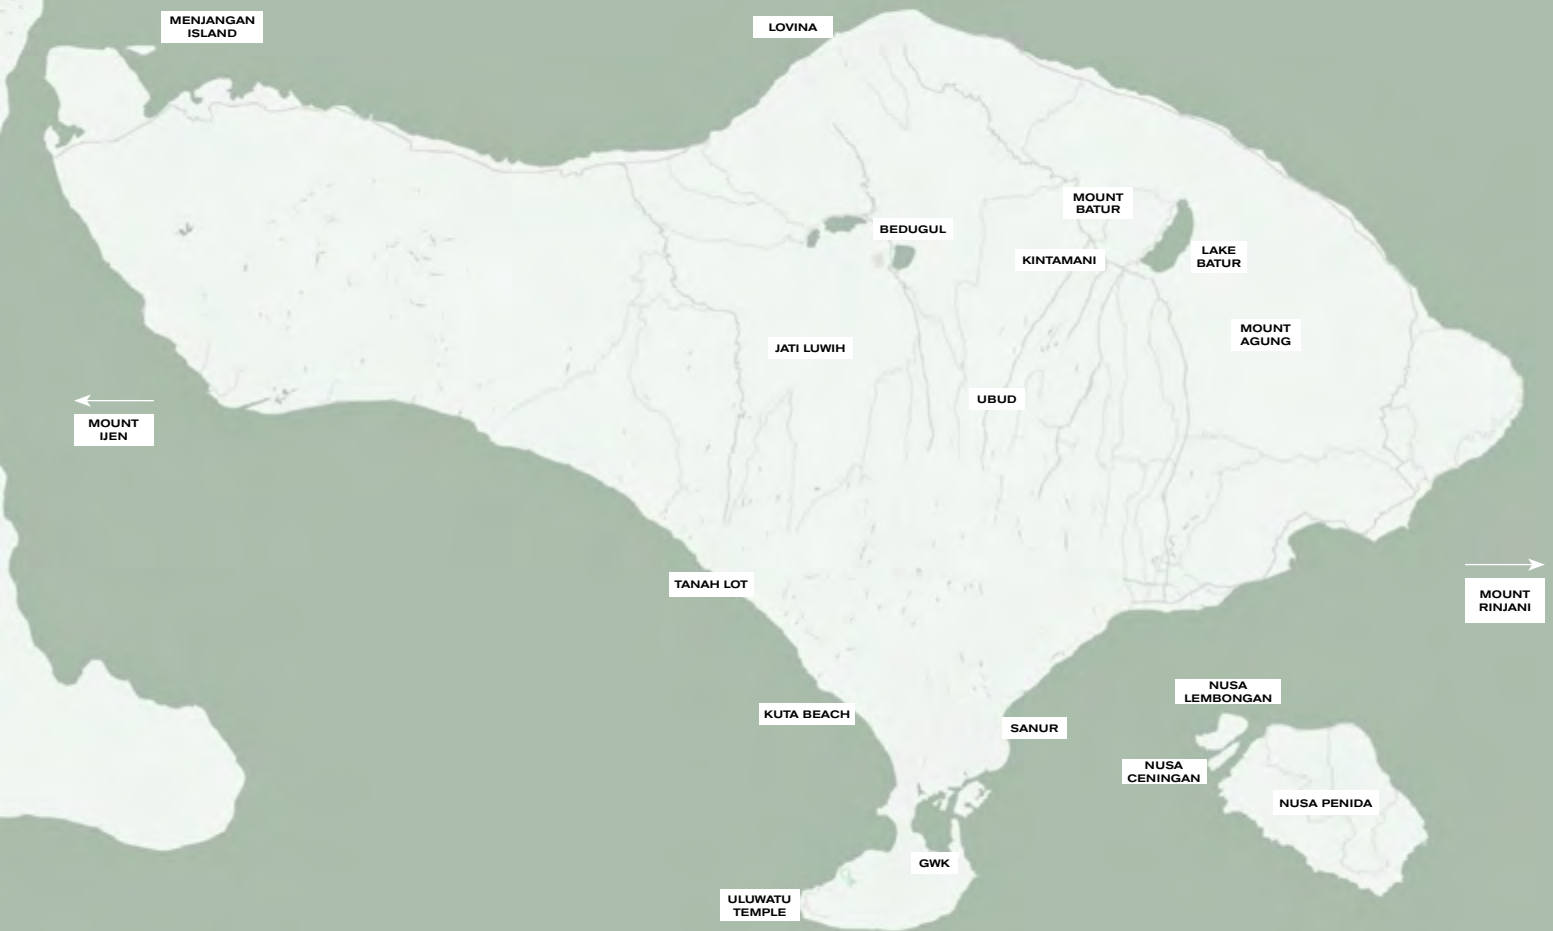 MENJANGAN
ISLAND
LOVINA
MOUNT
BATUR
BEDUGUL
KINTAMANI
LAKE
BATUR
MOUNT
AGUNG
JATI LUWIH
UBUD
MOUNT
IJEN
TANAH LOT
MOUNT
RINJANI
NUSA
LEMBONGAN
KUTA BEACH
SANUR
NUSA
CENINGAN
NUSA PENIDA
GWK
ULUWATU
TEMPLE